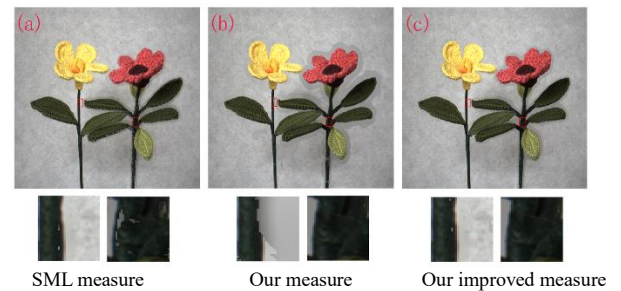 (a)
(b)
(c)
SML measure
Our measure
Our improved measure